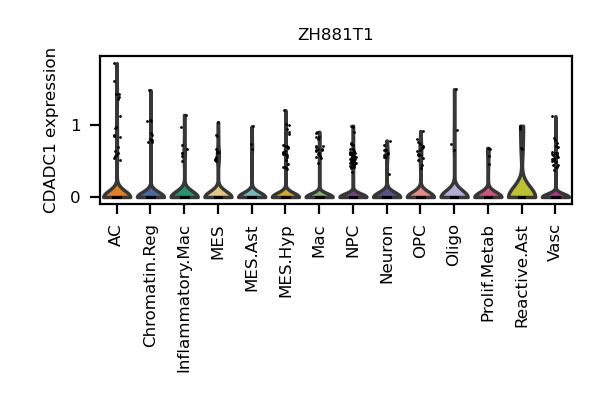 ZH881T1
CDADC1 expression
1
0
AC
Chromatin.Reg
Inflammatory.Mac
MES
MES.Ast
MES.Hyp
Mac
NPC
Neuron
OPC
Oligo
Prolif.Metab
Reactive.Ast
Vasc